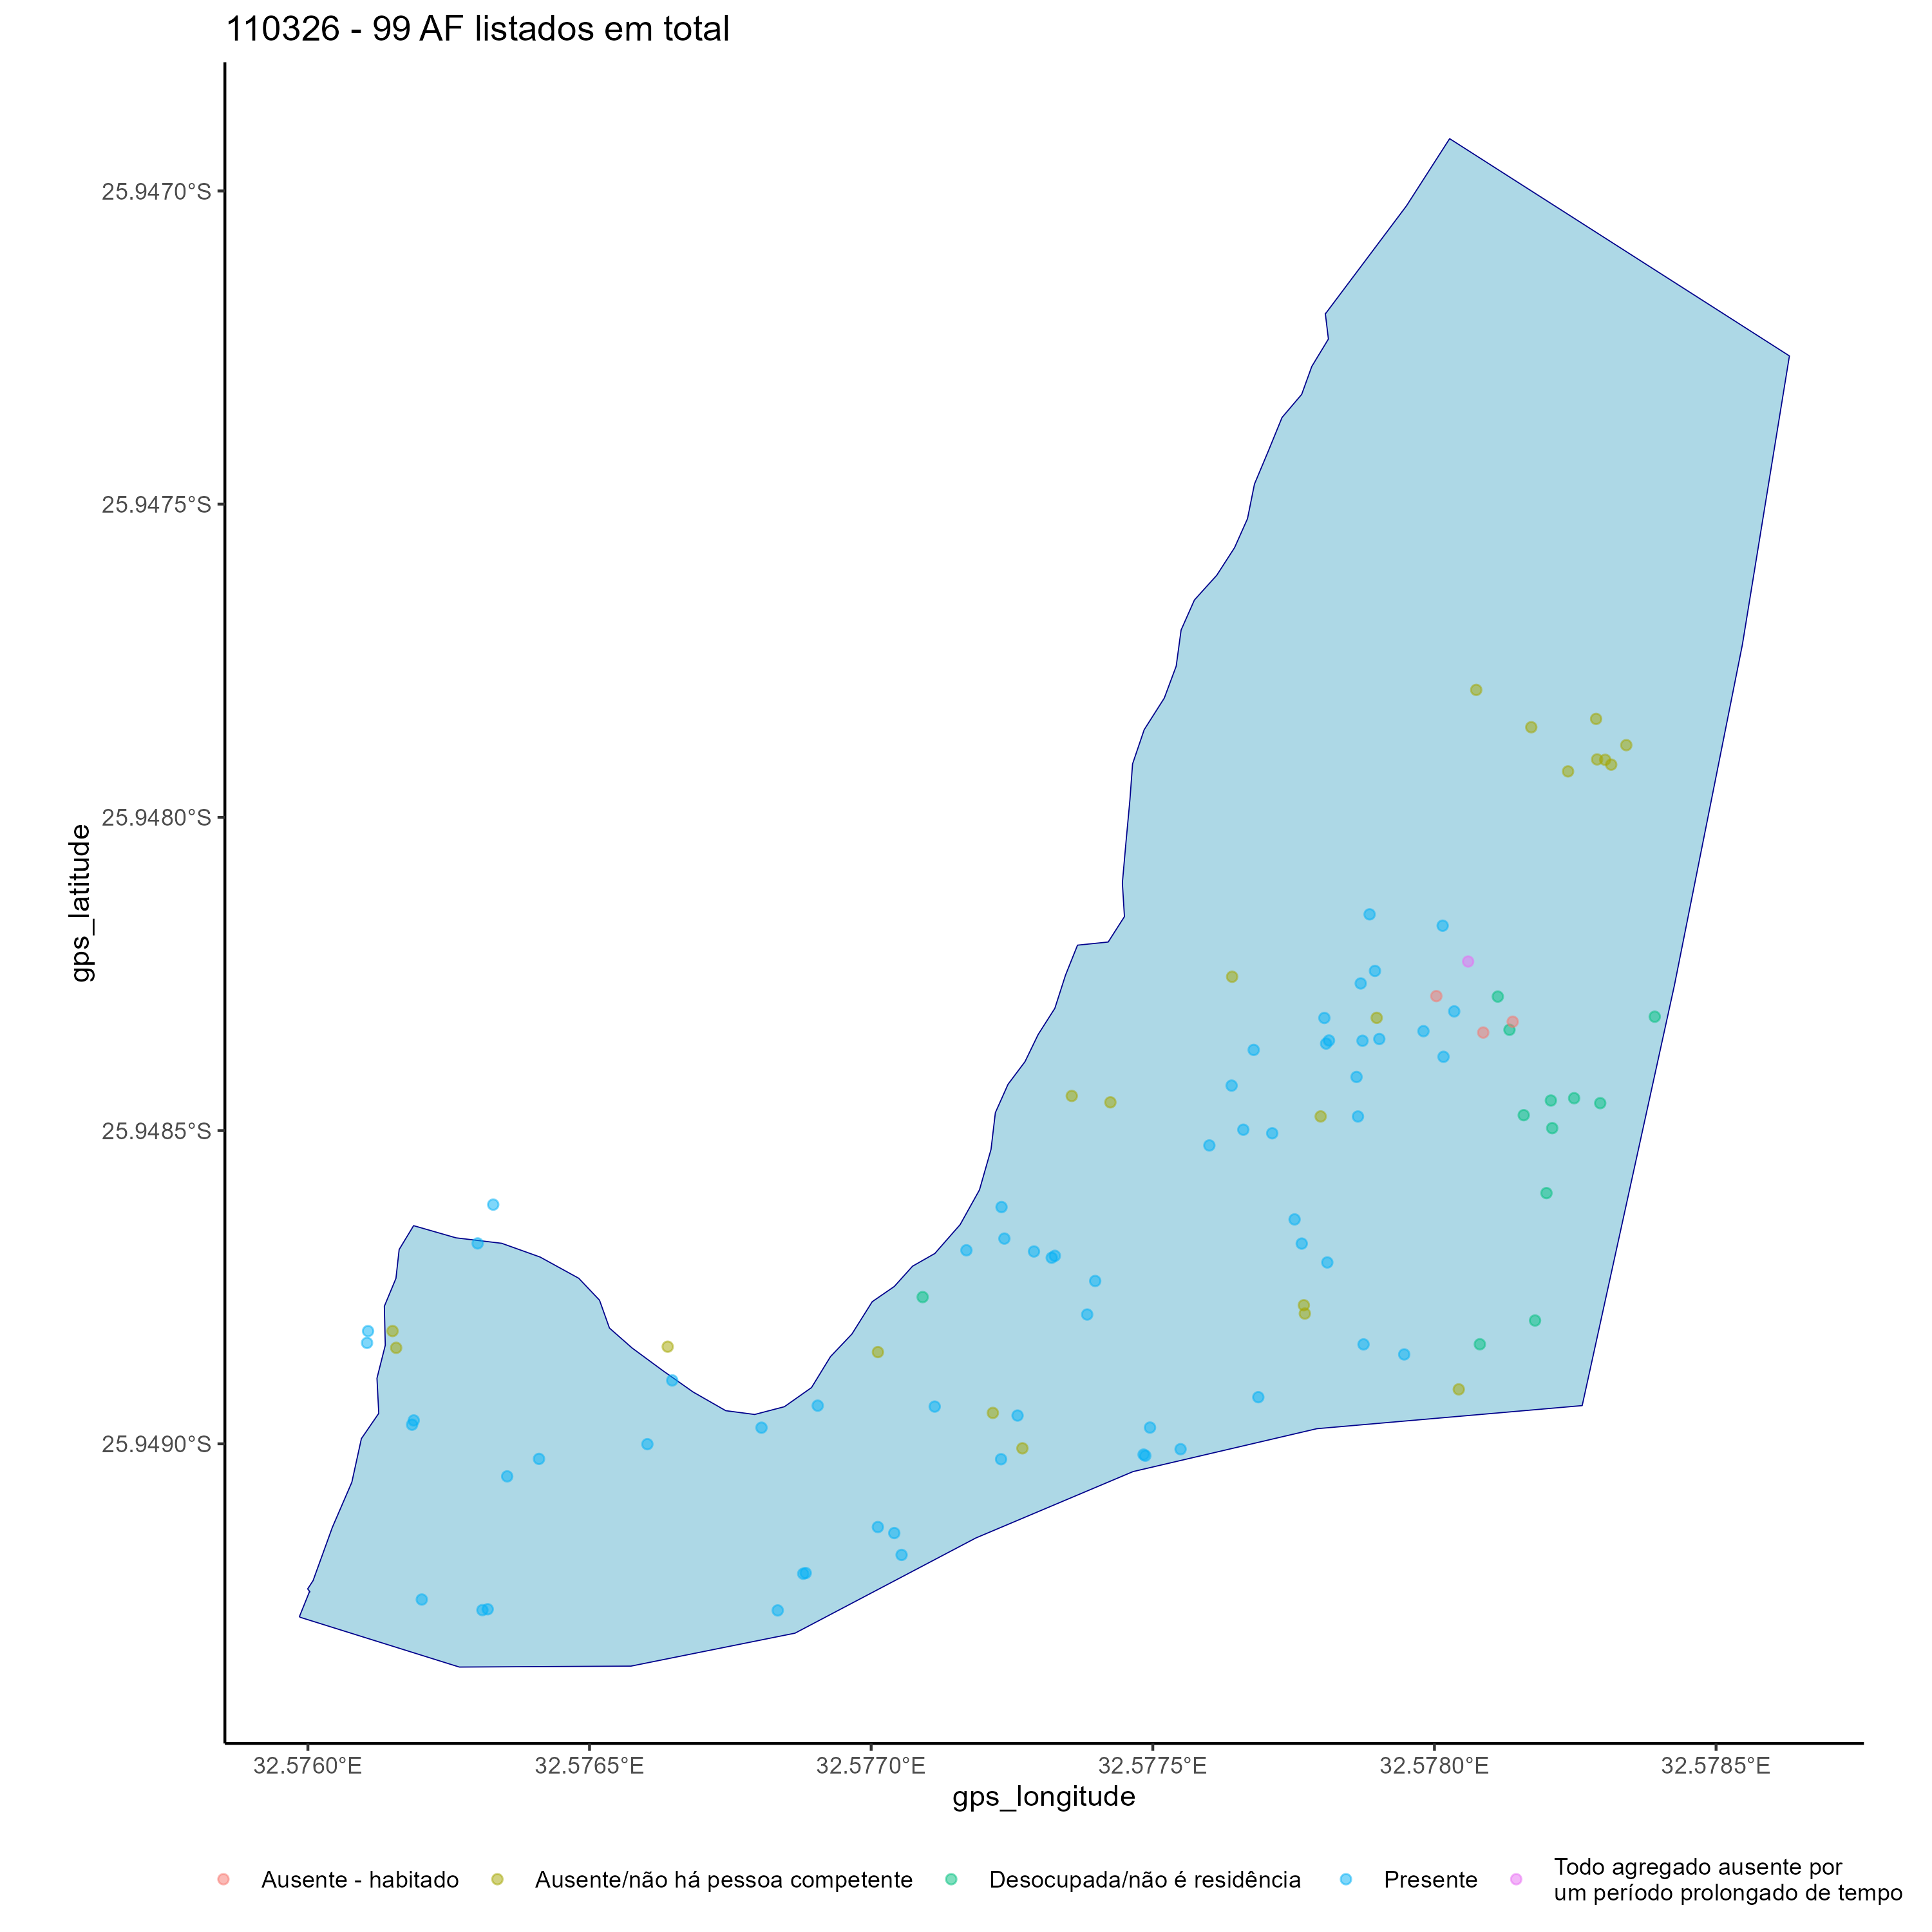 110326 - 99 AF listados em total
25.9470°S
25.9475°S
25.9480°S
25.9485°S
25.9490°S
gps_latitude
32.5760°E
32.5765°E
32.5770°E
32.5775°E
32.5780°E
32.5785°E
gps_longitude
Ausente - habitado
Ausente/não há pessoa competente
Desocupada/não é residência
Presente
Todo agregado ausente por
um período prolongado de tempo